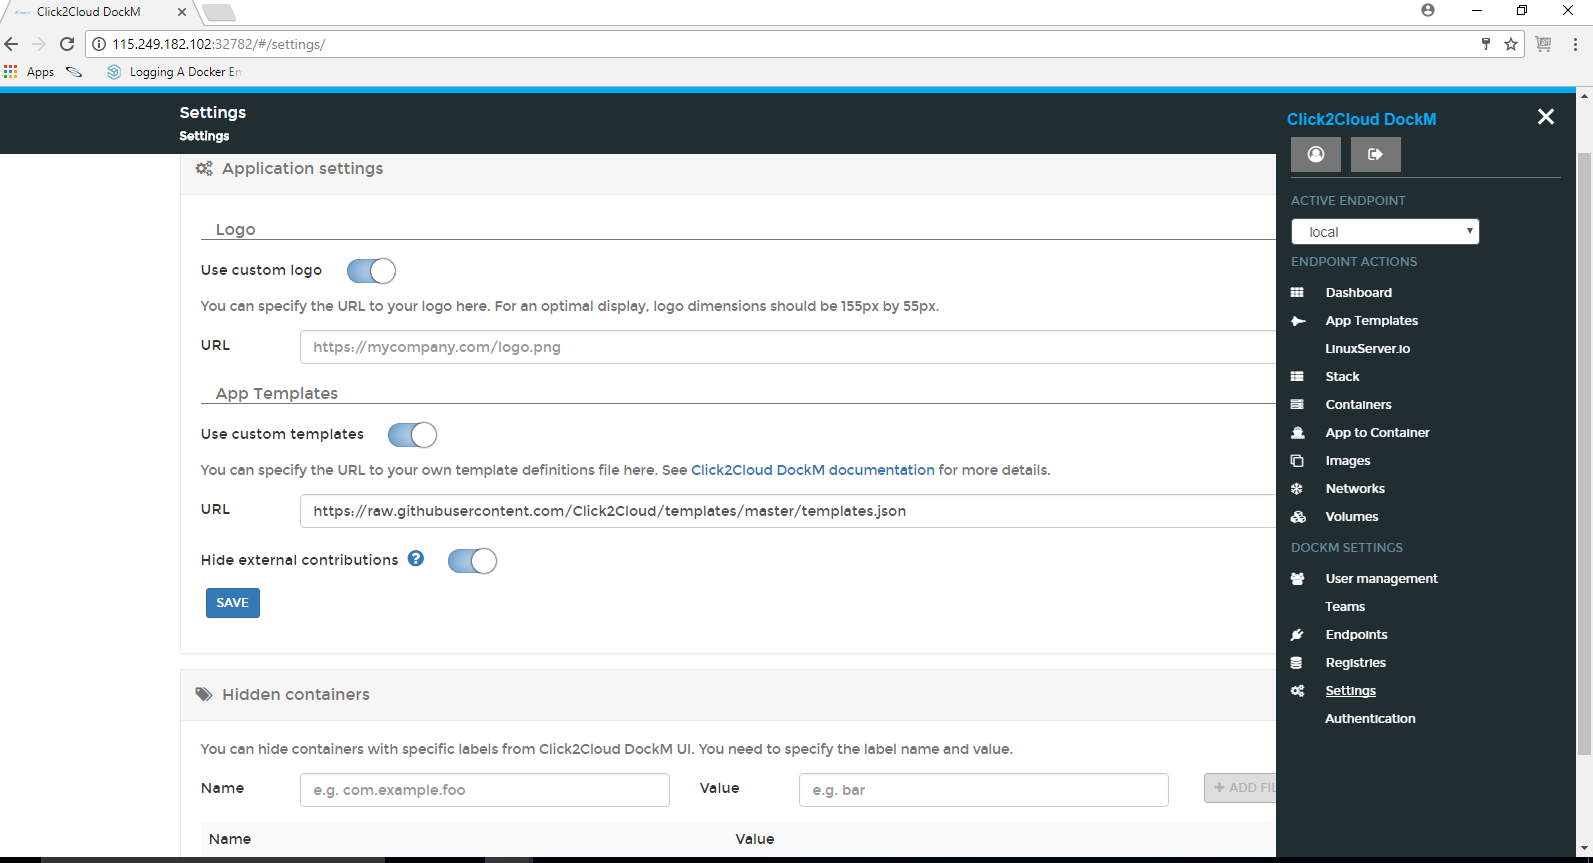 Click2Cloud DockM
115.249.182.102:32782/#/settings/
Apps
Logging A Docker En
Settings
Settings
Application settings
Logo
Use custom logo
You can specify the URL to your logo here. For an optimal display, logo dimensions should be 155px by 55px.
URL
https://mycompany.com/logo.png
App Templates
Use custom templates
You can specify the URL to your own template definitions file here. See Click2Cloud DockM documentation for more details.
URL
https://raw.githubusercontent.com/Click2Cloud/templates/master/templates.json
Hide external contributions ?
SAVE
Hidden containers
You can hide containers with specific labels from Click2Cloud DockM UI. You need to specify the label name and value.
Name
e.g. com.example.foo
Value
e.g. bar
+ ADD FIL
Name
Value
Click2Cloud DockM
ACTIVE ENDPOINT
local
ENDPOINT ACTIONS
Dashboard
App Templates
LinuxServer.io
Stack
Containers
App to Container
Images
Networks
Volumes
DOCKM SETTINGS
User management
Teams
Endpoints
Registries
Settings
Authentication